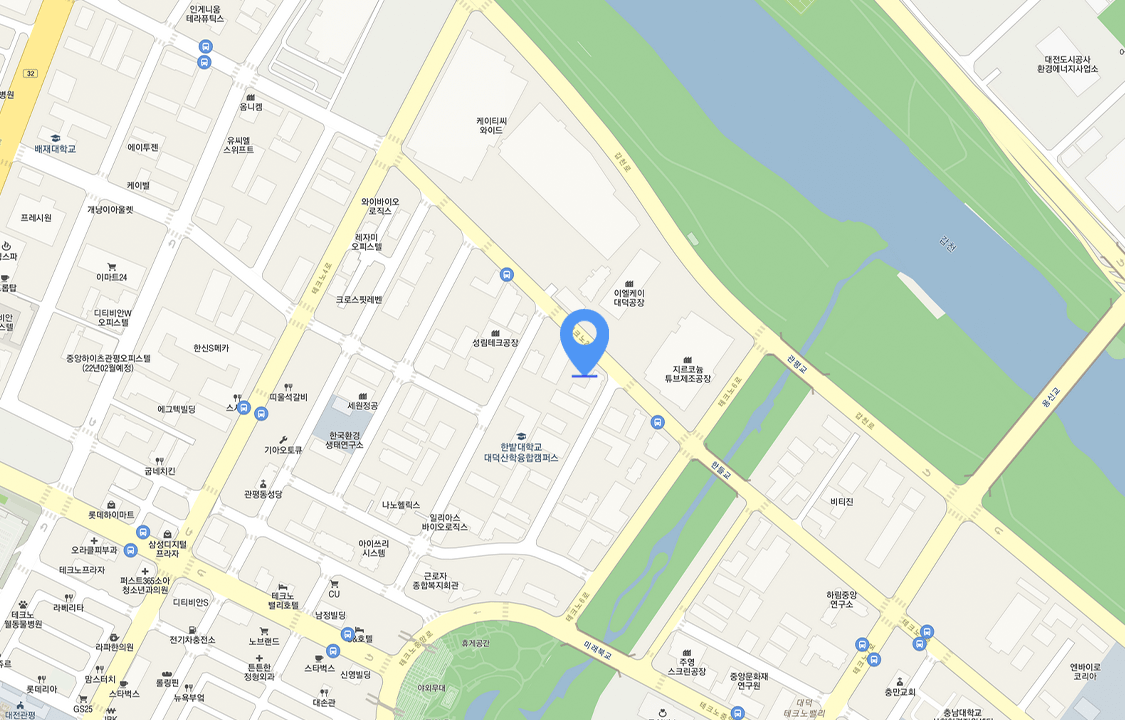 인게니움
테라퓨틱스
32
병원
옴니켐
배재대학교
에이투젠
유씨엘
스위프트
케이티씨
와이드
대전도시공사
환경에너지사업소
갑천로
케이벨
개냥이아울렛
프레시원
와이바이오
로직스
레자미
오피스텔
갑천
이마트24
테크노4로
크로스핏레벤
이엘케이
대덕공장
디티비안W
오피스텔
성림테크공장
한신S메카
중앙하이츠관평오피스텔
(22년02월예정)
지르코늄
튜브제조공장
관평교
테크노6로
용신교
띠울석갈비
세원정공
에그텍빌딩
갑천로
한국환경
생태연구소
기아오토큐
한밭대학교
대덕산학융합캠퍼스
한들교
굽네치킨
관평동성당
나노헬릭스
비티진
롯데하이마트
일리아스
바이오로직스
삼성디지털
프라자
오라클피부과
아이쓰리
시스템
테크노프라자
퍼스트365소아
청소년과의원
근로자
종합복지회관
테크노
밸리호텔
CU
라베리타
디티비안S
남정빌딩
테크노6로
하림중앙
연구소
테크노
웰동물병원
전기차충전소
노브랜드
호텔
라파한의원
휴게공간
미래북교
스타벅스
튼튼한
정형외과
신영빌딩
맘스터치
롤링핀
주영
스크린공장
엔바이로
코리아
롯데리아
스타벅스
뉴욕부엌
대손관
야외무대
중앙문화재
연구원
충만교회
GS25
대덕
테크노밸리
대전관평
충남대학교